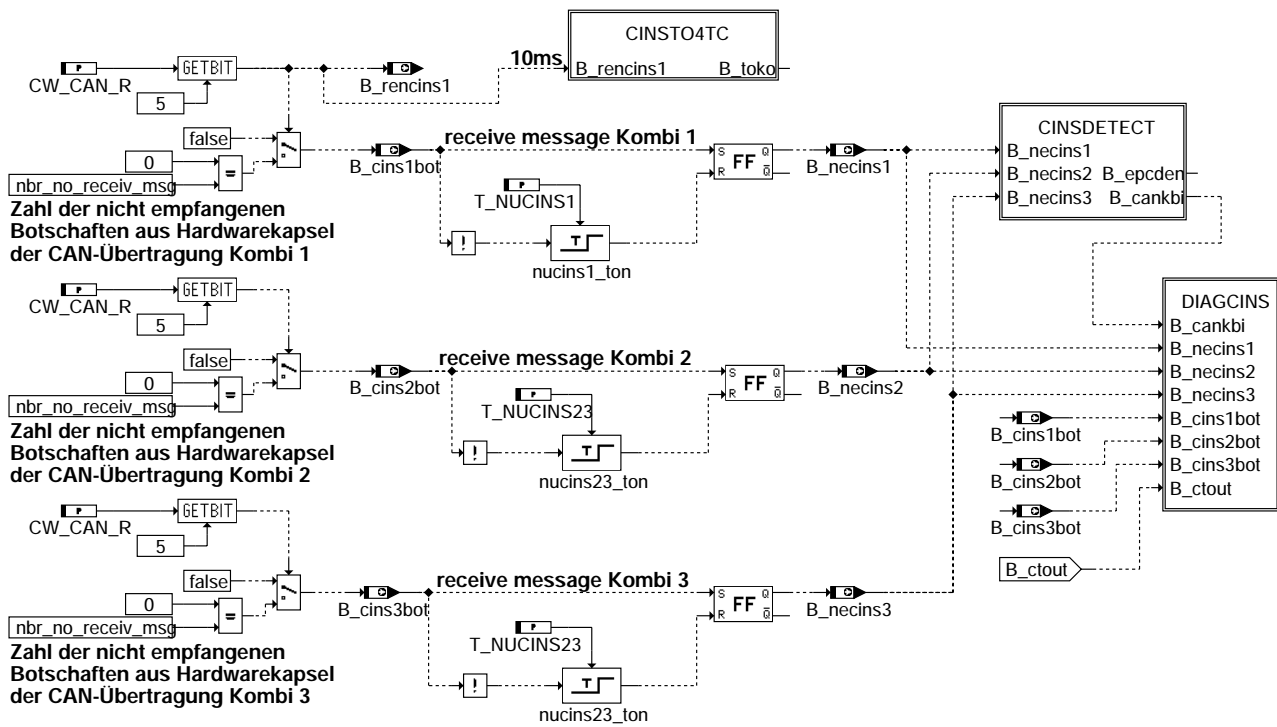 CINSTO4TC
10ms
B_rencins1
B_toko
P
GETBIT
CW_CAN_R
B_rencins1
5
false
0
=
nbr_no_receiv_msg
B_cins1bot
receive message Kombi 1
S Q
FF
R Q
B_necins1
P
T_NUCINS1
!
T
nucins1_ton
Zahl der nicht empfangenen
Botschaften aus Hardwarekapsel
der CAN-Übertragung Kombi 1
CINSDETECT
B_necins1
B_necins2
B_epcden
B_necins3
B_cankbi
P
GETBIT
CW_CAN_R
5
false
0
=
nbr_no_receiv_msg
B_cins2bot
receive message Kombi 2
S Q
FF
R Q
B_necins2
P
T_NUCINS23
!
T
nucins23_ton
Zahl der nicht empfangenen
Botschaften aus Hardwarekapsel
der CAN-Übertragung Kombi 2
DIAGCINS
B_cankbi
B_necins1
B_necins2
B_necins3
B_cins1bot
B_cins2bot
B_cins3bot
B_ctout
B_cins1bot
B_cins2bot
B_cins3bot
B_ctout
P
GETBIT
CW_CAN_R
5
false
0
=
nbr_no_receiv_msg
B_cins3bot
receive message Kombi 3
S Q
FF
R Q
B_necins3
P
T_NUCINS23
!
T
nucins23_ton
Zahl der nicht empfangenen
Botschaften aus Hardwarekapsel
der CAN-Übertragung Kombi 3